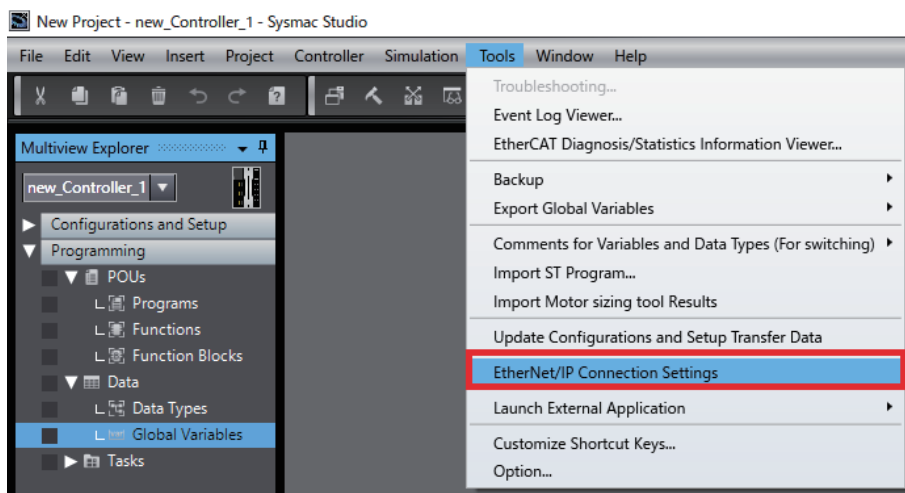 New Project - new_Controller_1 - Sysmac Studio
File Edit View Insert Project Controller Simulation Tools Window Help
Multiview Explorer
new_Controller_1
Configurations and Setup
Programming
POUs
Programs
Functions
Function Blocks
Data
Data Types
Global Variables
Tasks
Troubleshooting...
Event Log Viewer...
EtherCAT Diagnosis/Statistics Information Viewer...
Backup
Export Global Variables
Comments for Variables and Data Types (For switching)
Import ST Program...
Import Motor sizing tool Results
Update Configurations and Setup Transfer Data
EtherNet/IP Connection Settings
Launch External Application
Customize Shortcut Keys...
Option...